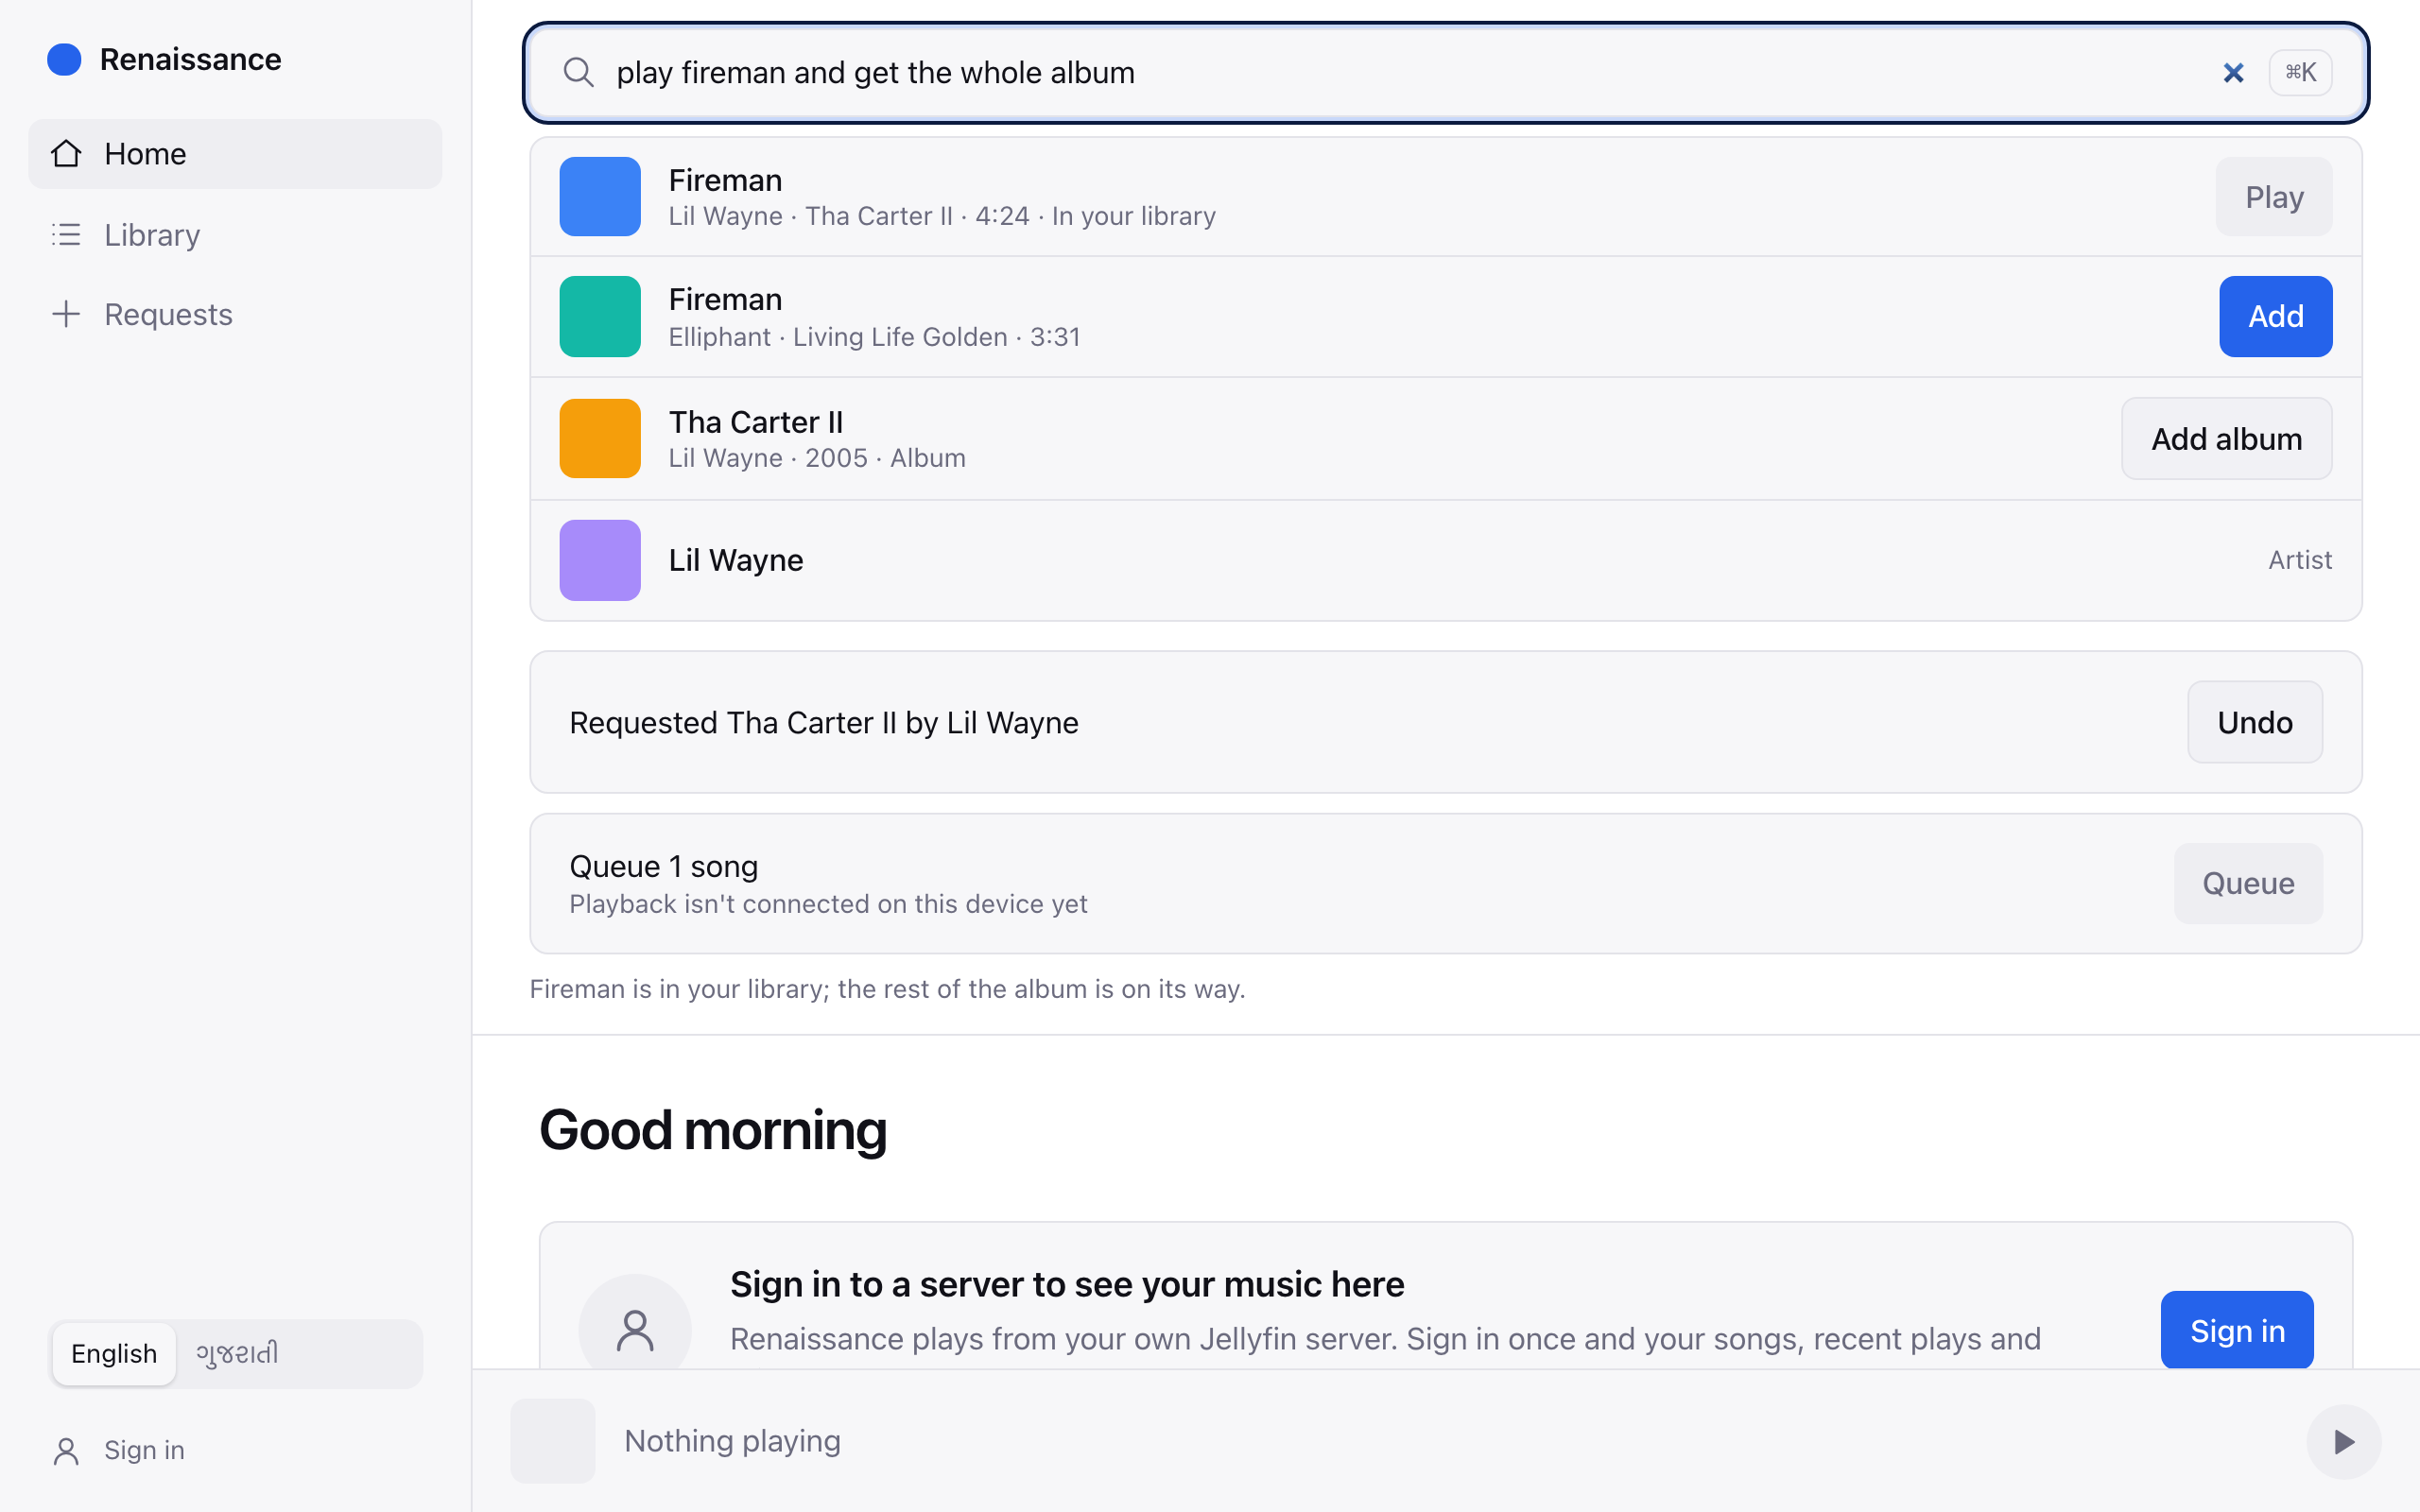 Renaissance
Home
Library
Requests
English ગુજરાતી
Sign in
play fireman and get the whole album
⌘K
Fireman
Lil Wayne · Tha Carter II · 4:24 · In your library
Play
Fireman
Elliphant · Living Life Golden · 3:31
Add
Tha Carter II
Lil Wayne · 2005 · Album
Add album
Lil Wayne
Artist
Requested Tha Carter II by Lil Wayne
Undo
Queue 1 song
Playback isn't connected on this device yet
Queue
Fireman is in your library; the rest of the album is on its way.
Good morning
Sign in to a server to see your music here
Renaissance plays from your own Jellyfin server. Sign in once and your songs, recent plays and
Sign in
Nothing playing